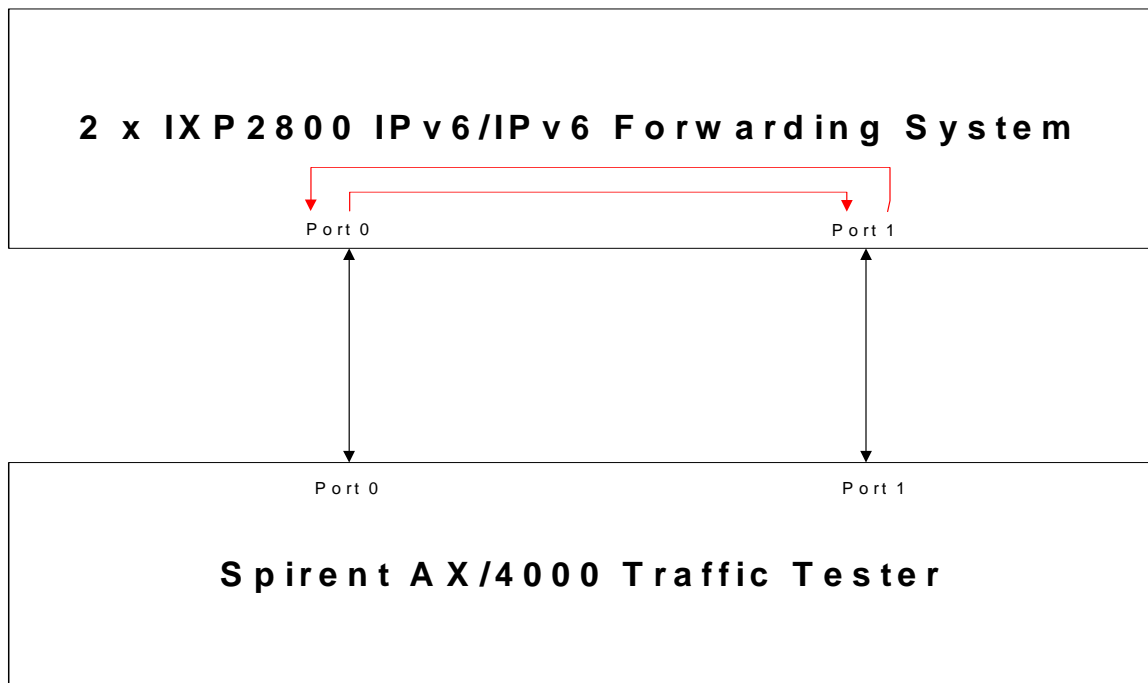 2 x IXP2800 IPv6/IPv6 Forwarding System
Port 0 Port 1
Port 0 Port 1
Spirent AX/4000 Traffic Tester